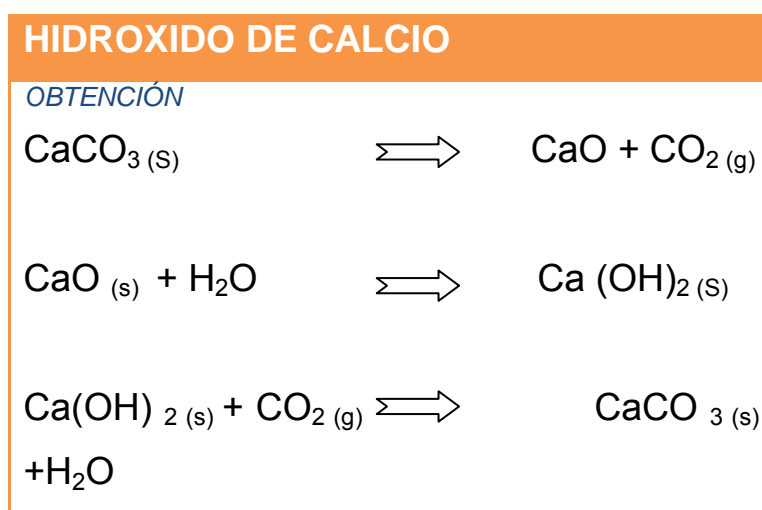 HIDROXIDO DE CALCIO
OBTENCIÓN
CaCO₃ (S) ⇒ CaO + CO₂ (g)
CaO (s) + H₂O ⇒ Ca (OH)₂ (S)
Ca(OH) ₂ (s) + CO₂ (g) ⇒ CaCO ₃ (s)
+H₂O